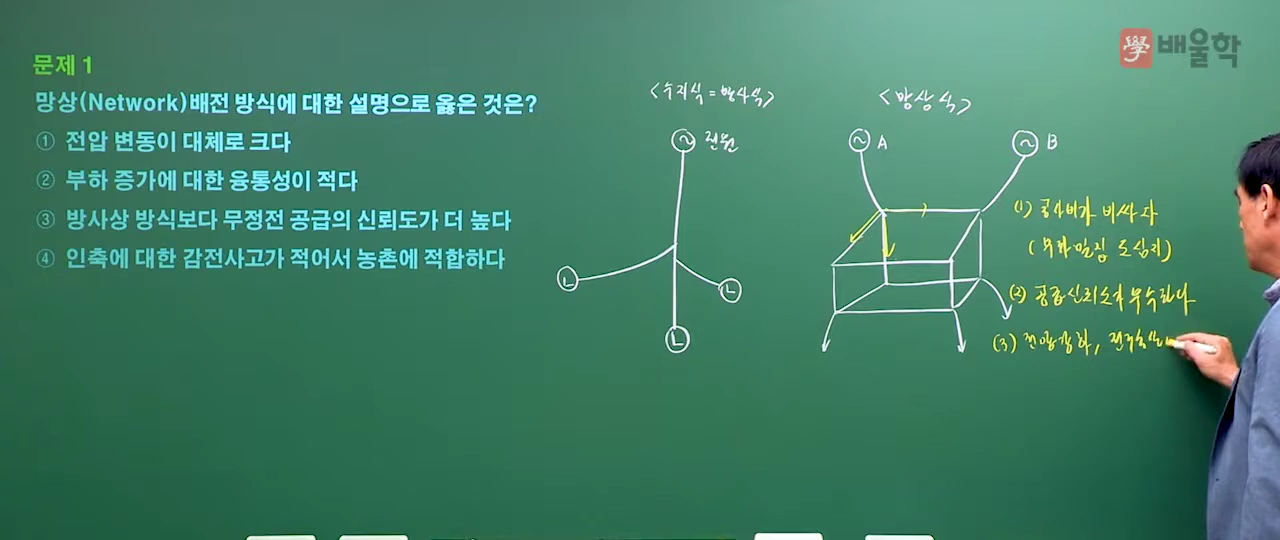 學 배울학
문제 1
망상(Network)배전 방식에 대한 설명으로 옳은 것은?
① 전압 변동이 대체로 크다
② 부하 증가에 대한 융통성이 적다
③ 방사상 방식보다 무정전 공급의 신뢰도가 더 높다
④ 인축에 대한 감전사고가 적어서 농촌에 적합하다
<수지식 = 방사식>
~ 전원
L
L
L
<망상식>
~ A
~ B
(1) 공사비가 비싸다
(부하밀집 도심지)
(2) 공급신뢰도가 우수하다
(3) 전압강하, 전력손실